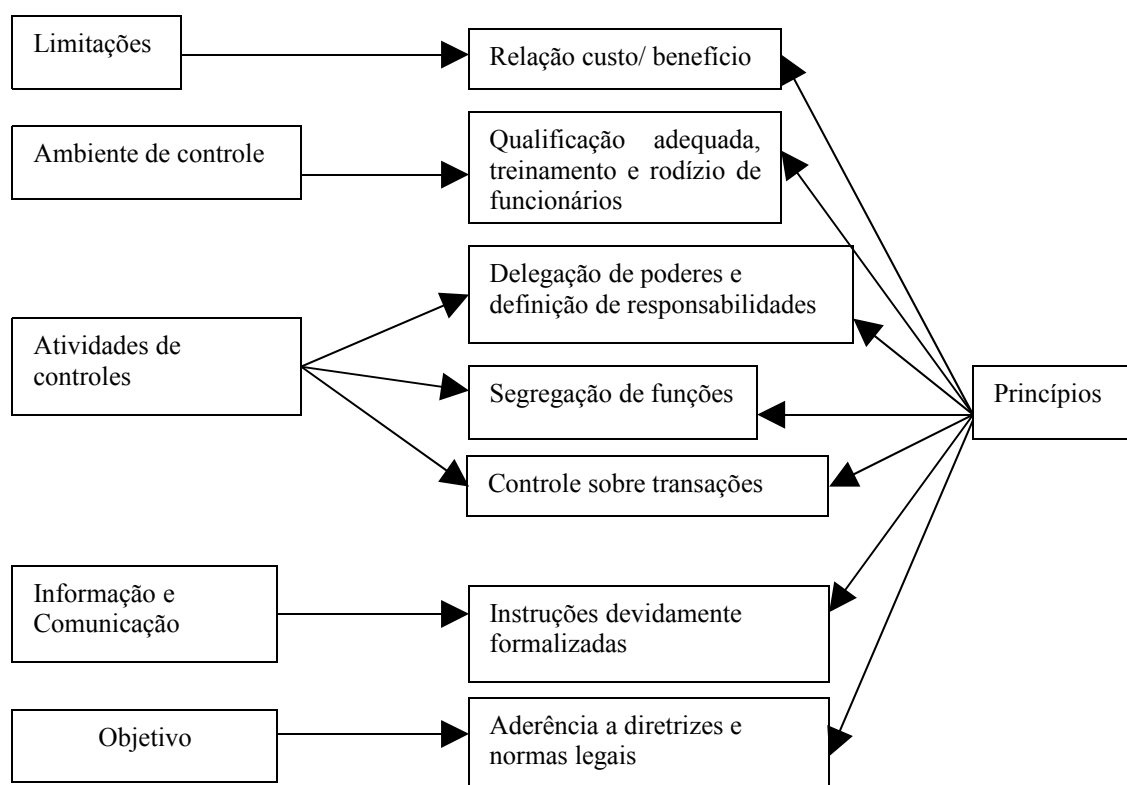 Limitações
Relação custo/ benefício
Ambiente de controle
Qualificação adequada,
treinamento e rodízio de
funcionários
Delegação de poderes e
definição de responsabilidades
Atividades de
controles
Segregação de funções
Princípios
Controle sobre transações
Informação e
Comunicação
Instruções devidamente
formalizadas
Objetivo
Aderência a diretrizes e
normas legais